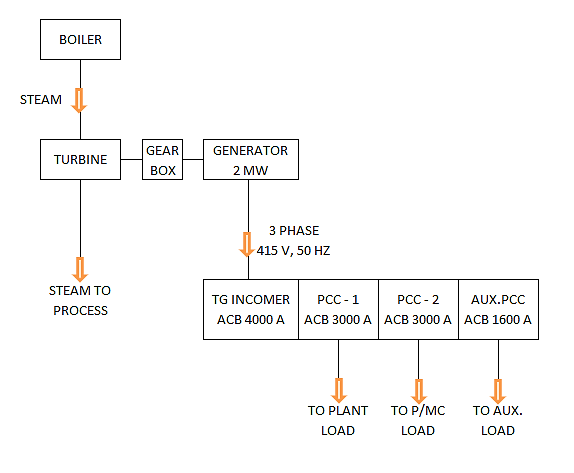 BOILER
STEAM
TURBINE
GEAR
BOX
GENERATOR
2 MW
3 PHASE
415 V, 50 HZ
STEAM TO
PROCESS
TG INCOMER
ACB 4000 A
PCC - 1
ACB 3000 A
PCC - 2
ACB 3000 A
AUX.PCC
ACB 1600 A
TO PLANT
LOAD
TO P/MC
LOAD
TO AUX.
LOAD